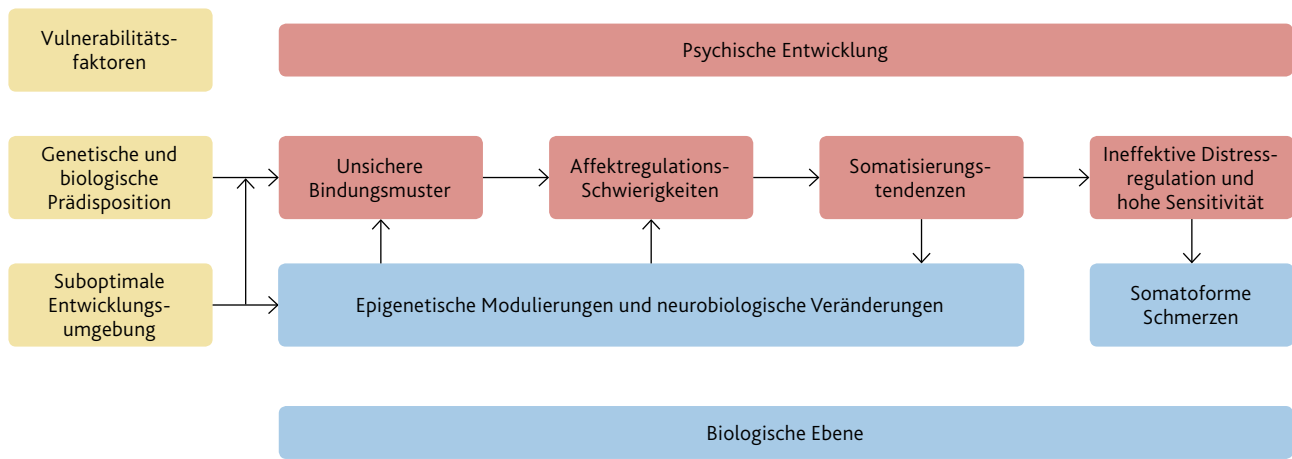 Vulnerabilitäts-
faktoren
Psychische Entwicklung
Genetische und
biologische
Prädisposition
Unsichere
Bindungsmuster
Affektregulations-
Schwierigkeiten
Somatisierungs-
tendenzen
Ineffektive Distress-
regulation und
hohe Sensitivität
Suboptimale
Entwicklungs-
umgebung
Epigenetische Modulierungen und neurobiologische Veränderungen
Somatoforme
Schmerzen
Biologische Ebene